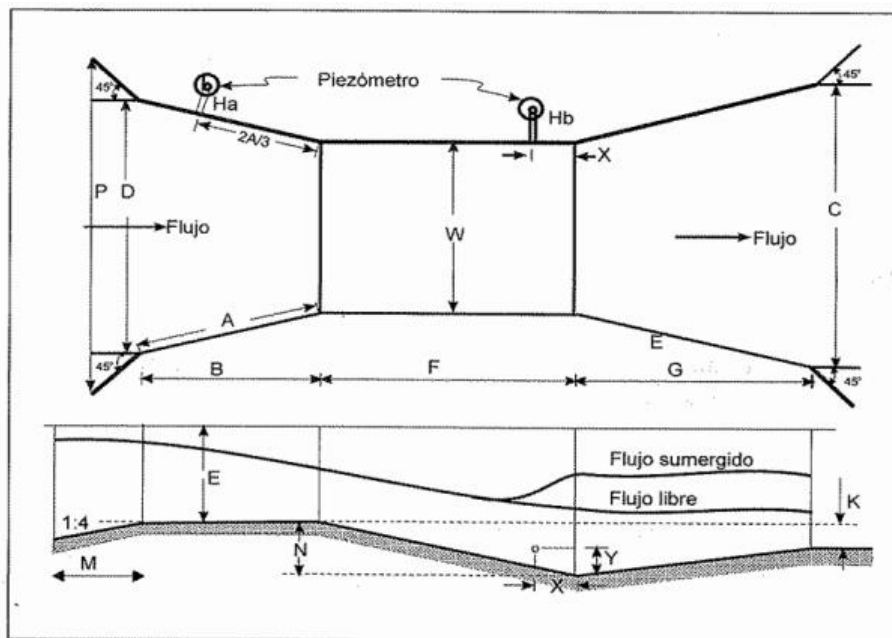 45°
45°
Piezómetro
Ha
Hb
2A/3
X
P
D
C
Flujo
W
Flujo
A
E
45°
B
F
G
45°
E
Flujo sumergido
Flujo libre
K
1:4
N
Y
M
X